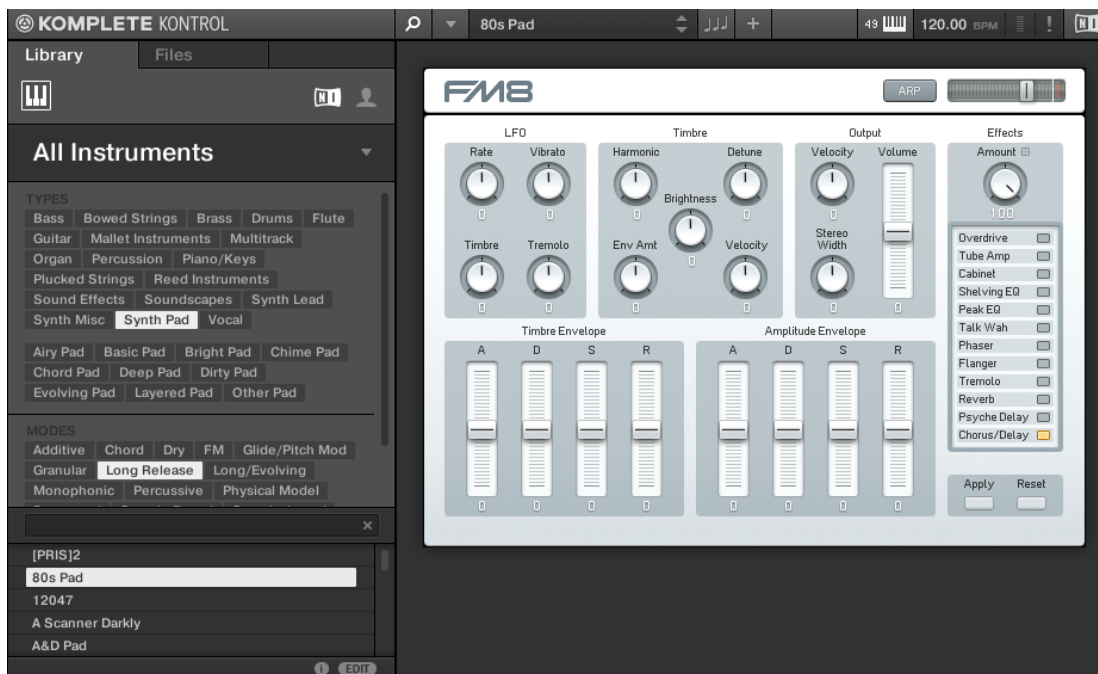 KOMPLETE KONTROL
80s Pad
49
120.00 BPM
!
NI
Library
Files
NI
All Instruments
TYPES
Bass Bowed Strings Brass Drums Flute
Guitar Mallet Instruments Multitrack
Organ Percussion Piano/Keys
Plucked Strings Reed Instruments
Sound Effects Soundscapes Synth Lead
Synth Misc Synth Pad Vocal
Airy Pad Basic Pad Bright Pad Chime Pad
Chord Pad Deep Pad Dirty Pad
Evolving Pad Layered Pad Other Pad
MODES
Additive Chord Dry FM Glide/Pitch Mod
Granular Long Release Long/Evolving
Monophonic Percussive Physical Model
[PRIS]2
80s Pad
12047
A Scanner Darkly
A&D Pad
i EDIT
FM8
ARP
LFO Timbre Output Effects
Rate Vibrato Harmonic Detune Velocity Volume Amount
0 0 0 0 0 100
Brightness
0
Timbre Tremolo Env Amt Velocity Stereo Width
0 0 0 0 0 0
Overdrive
Tube Amp
Cabinet
Shelving EQ
Peak EQ
Talk Wah
Phaser
Flanger
Tremolo
Reverb
Psyche Delay
Chorus/Delay
Timbre Envelope Amplitude Envelope
A D S R A D S R
0 0 0 0 0 0 0 0
Apply Reset